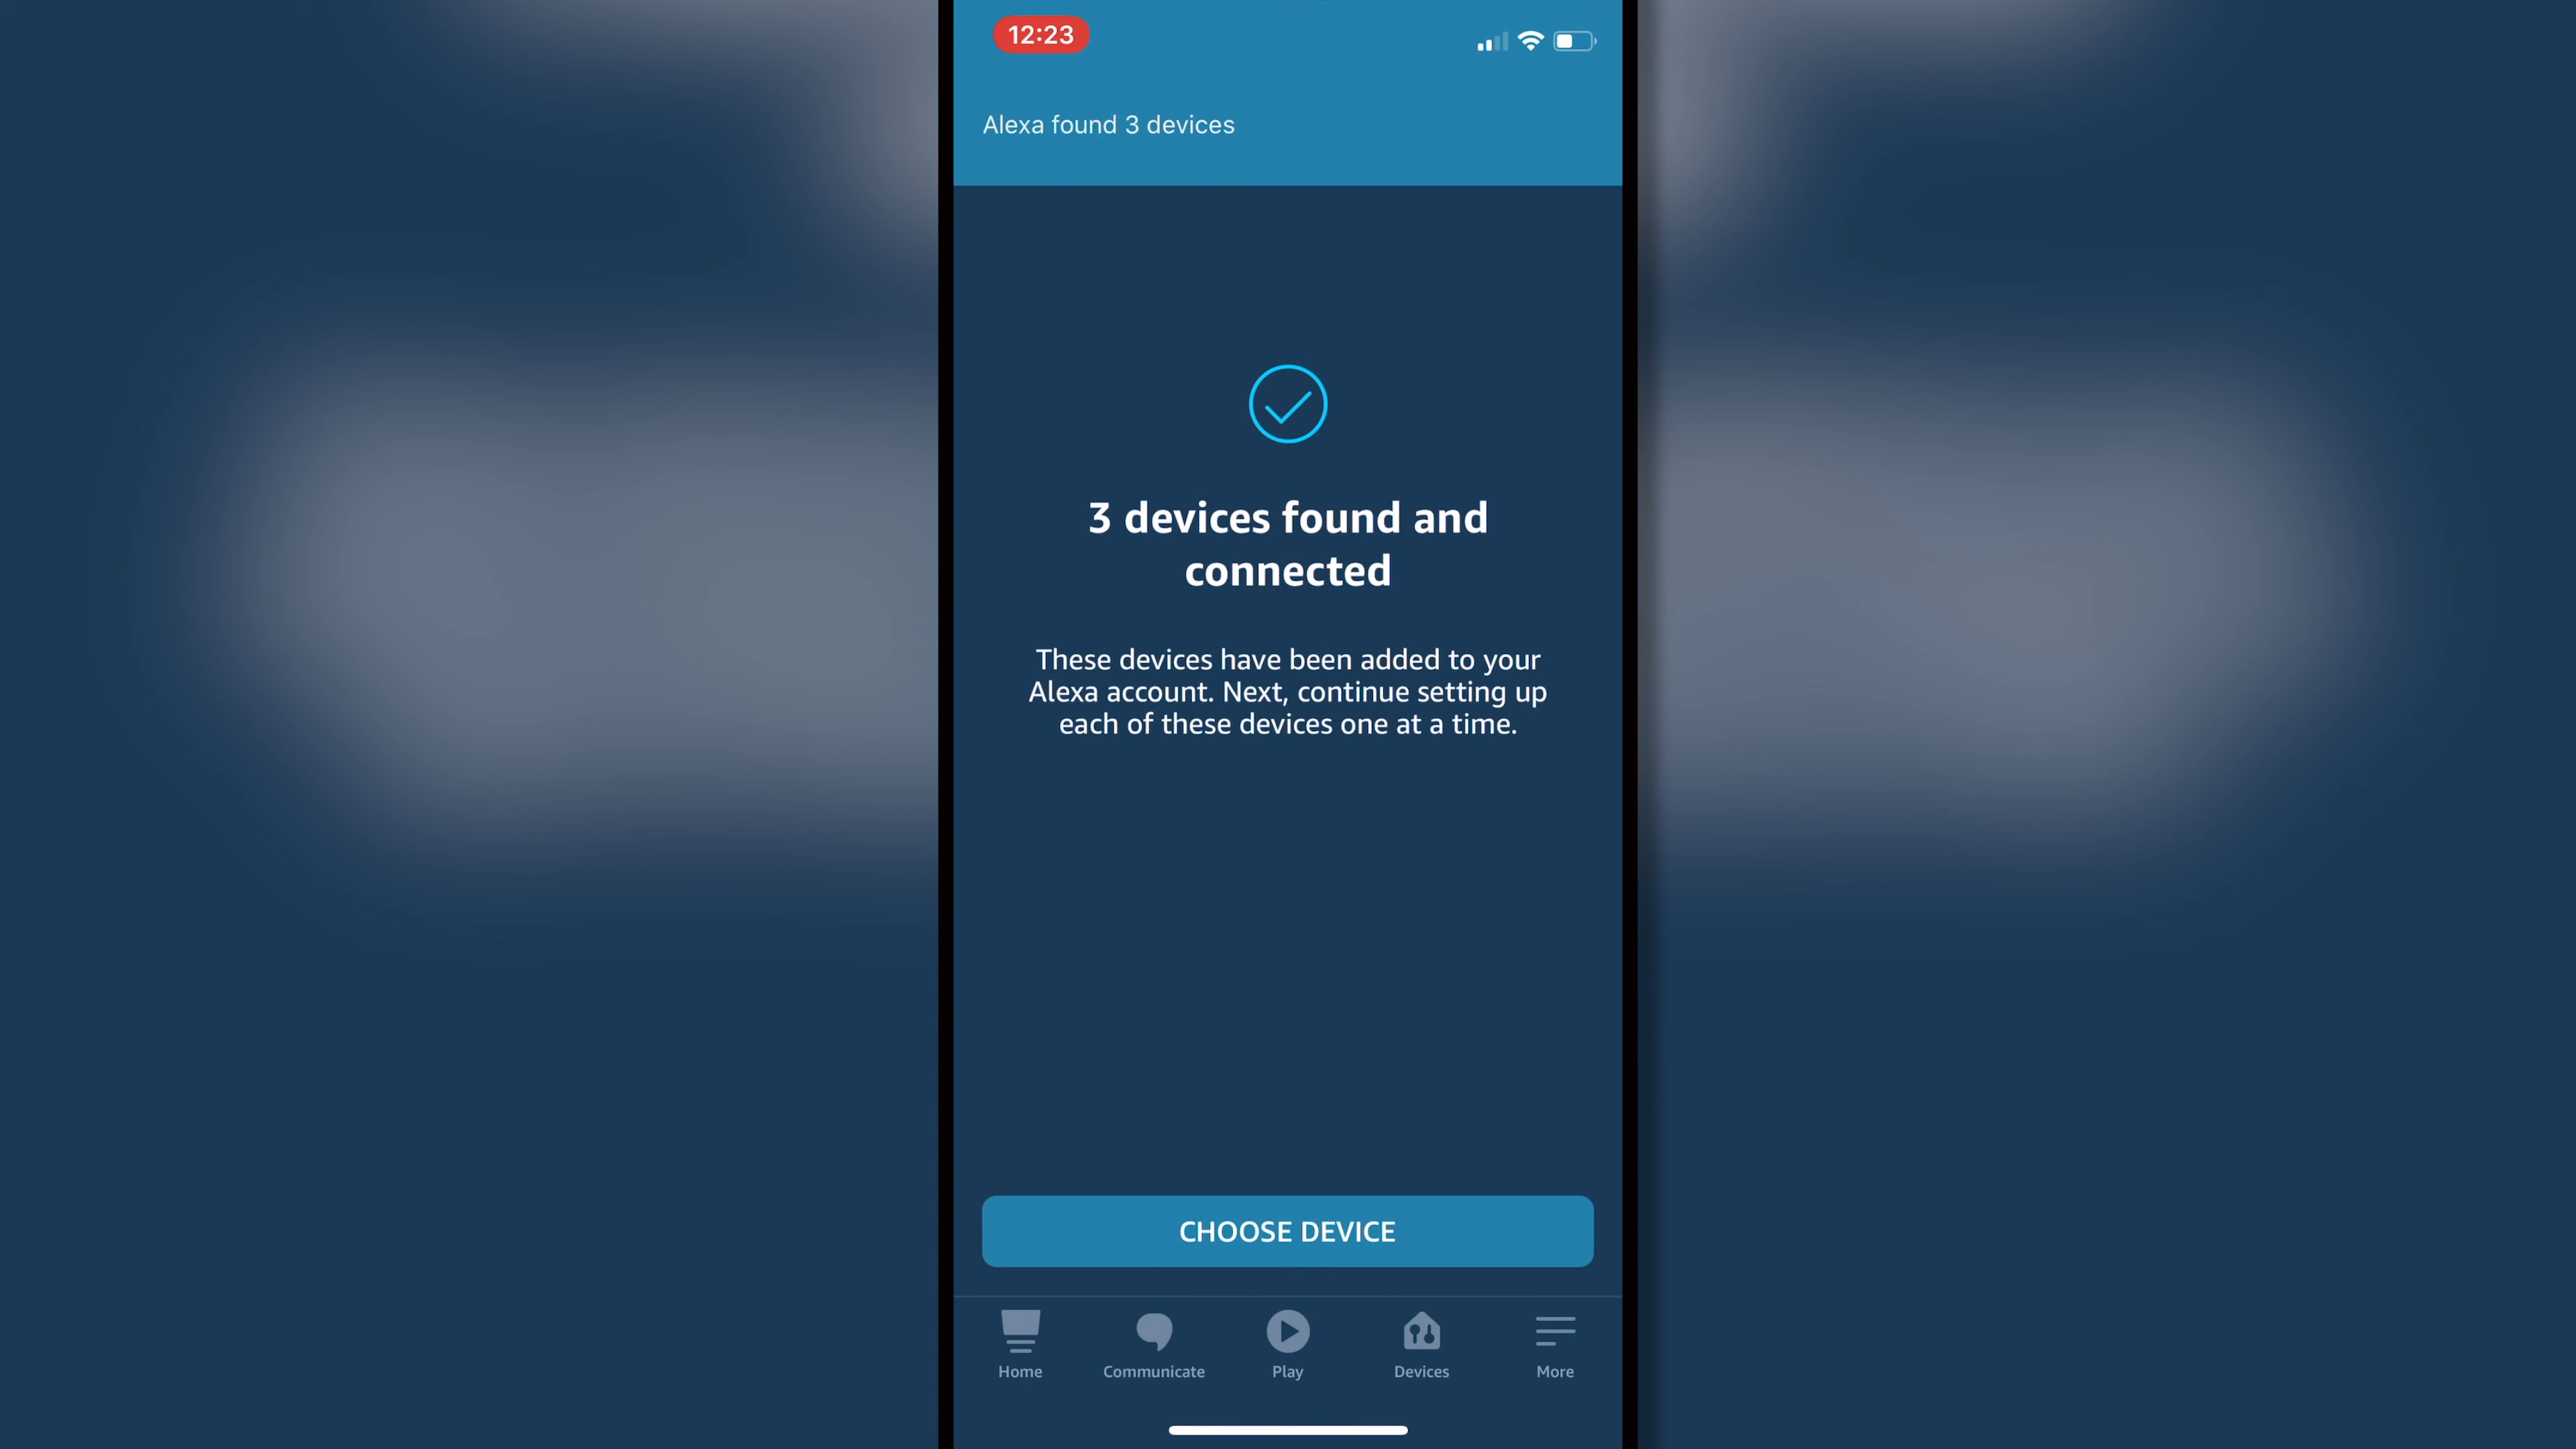 12:23
Alexa found 3 devices
3 devices found and
connected
These devices have been added to your
Alexa account. Next, continue setting up
each of these devices one at a time.
CHOOSE DEVICE
Home Communicate Play Devices More